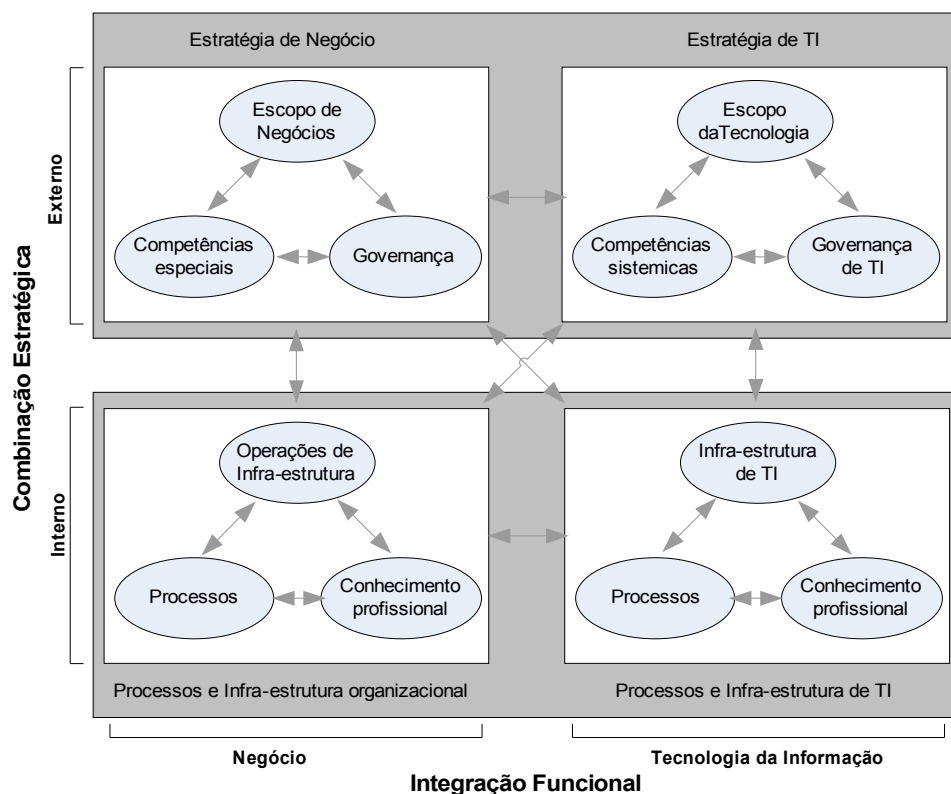 Estratégia de Negócio
Estratégia de TI
Escopo de
Negócios
Escopo
daTecnologia
Competências
especiais
Governança
Competências
sistemicas
Governança
de TI
Externo
Combinação Estratégica
Interno
Operações de
Infra-estrutura
Infra-estrutura
de TI
Processos
Conhecimento
profissional
Processos
Conhecimento
profissional
Processos e Infra-estrutura organizacional
Processos e Infra-estrutura de TI
Negócio
Tecnologia da Informação
Integração Funcional